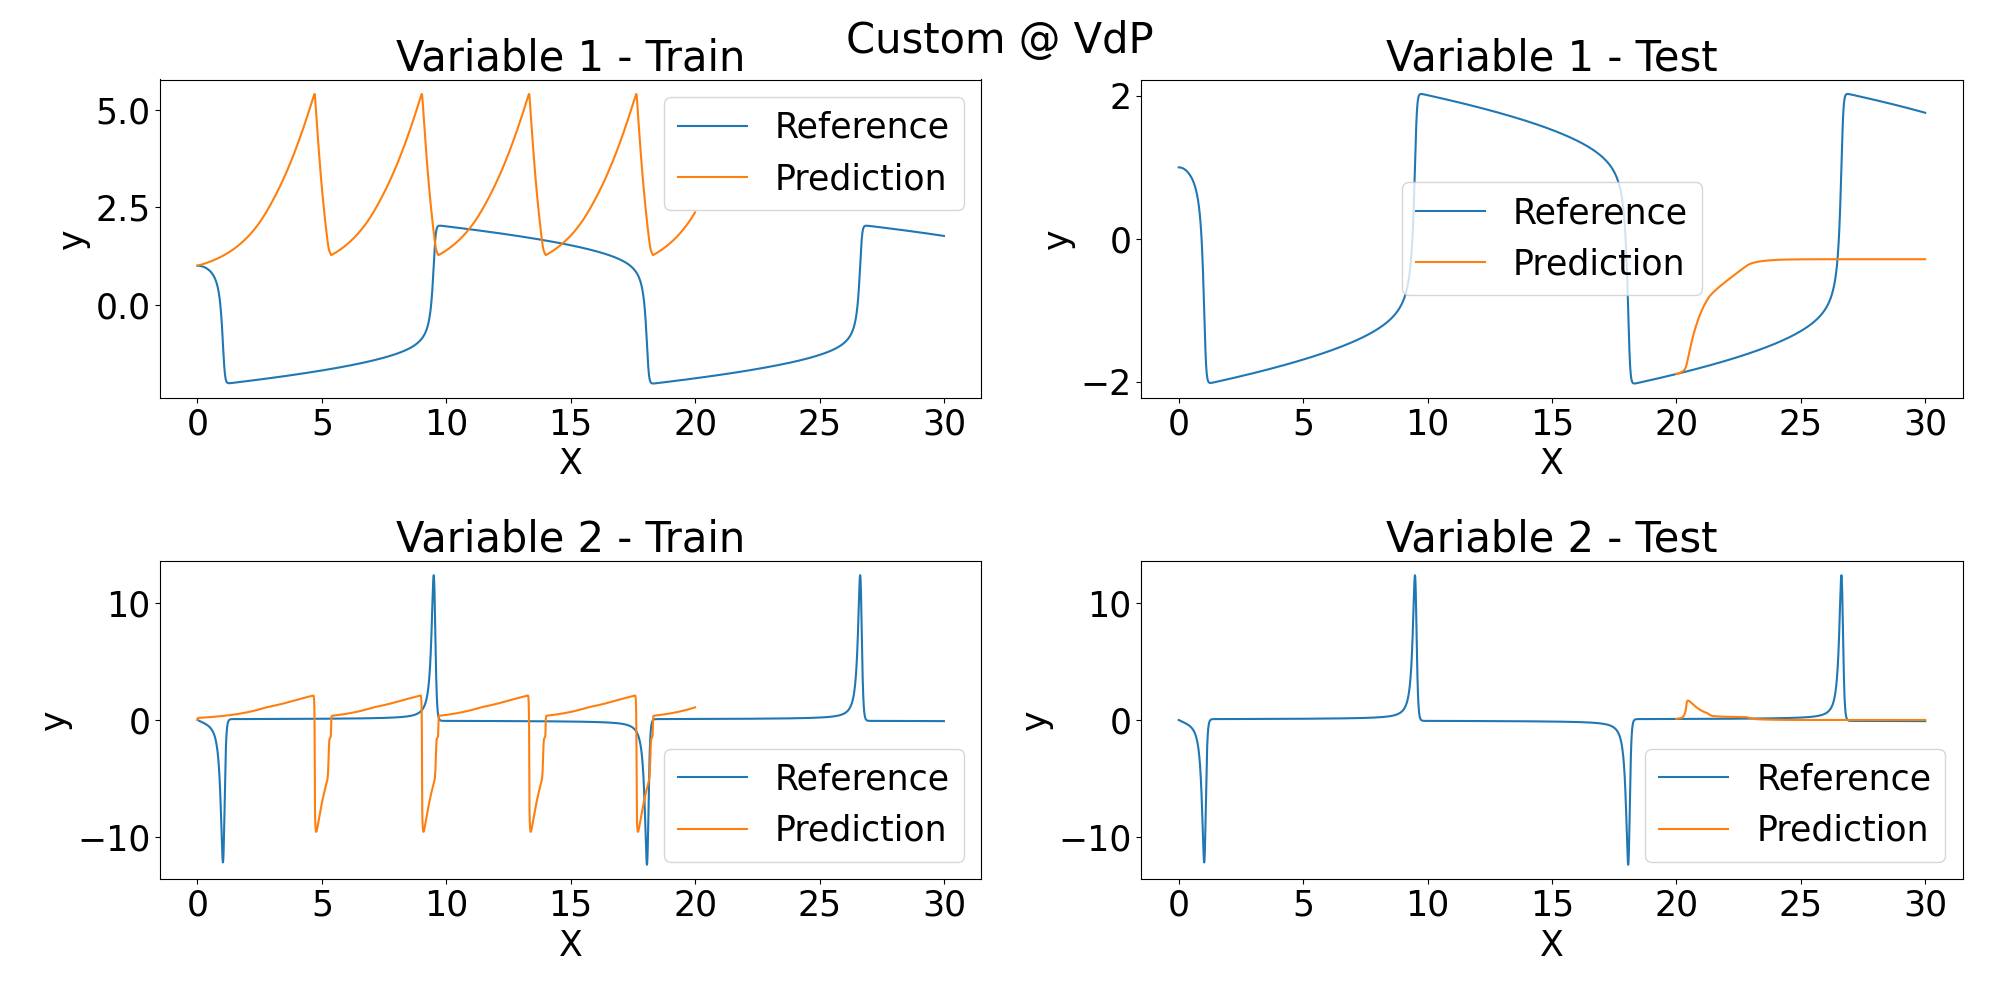 Custom @ VdP
Variable 1 - Train
Variable 1 - Test
5.0
2.5
0.0
y
Reference
Prediction
0 5 10 15 20 25 30
X
2
0
−2
y
Reference
Prediction
0 5 10 15 20 25 30
X
Variable 2 - Train
Variable 2 - Test
10
0
−10
y
Reference
Prediction
0 5 10 15 20 25 30
X
10
0
−10
y
Reference
Prediction
0 5 10 15 20 25 30
X